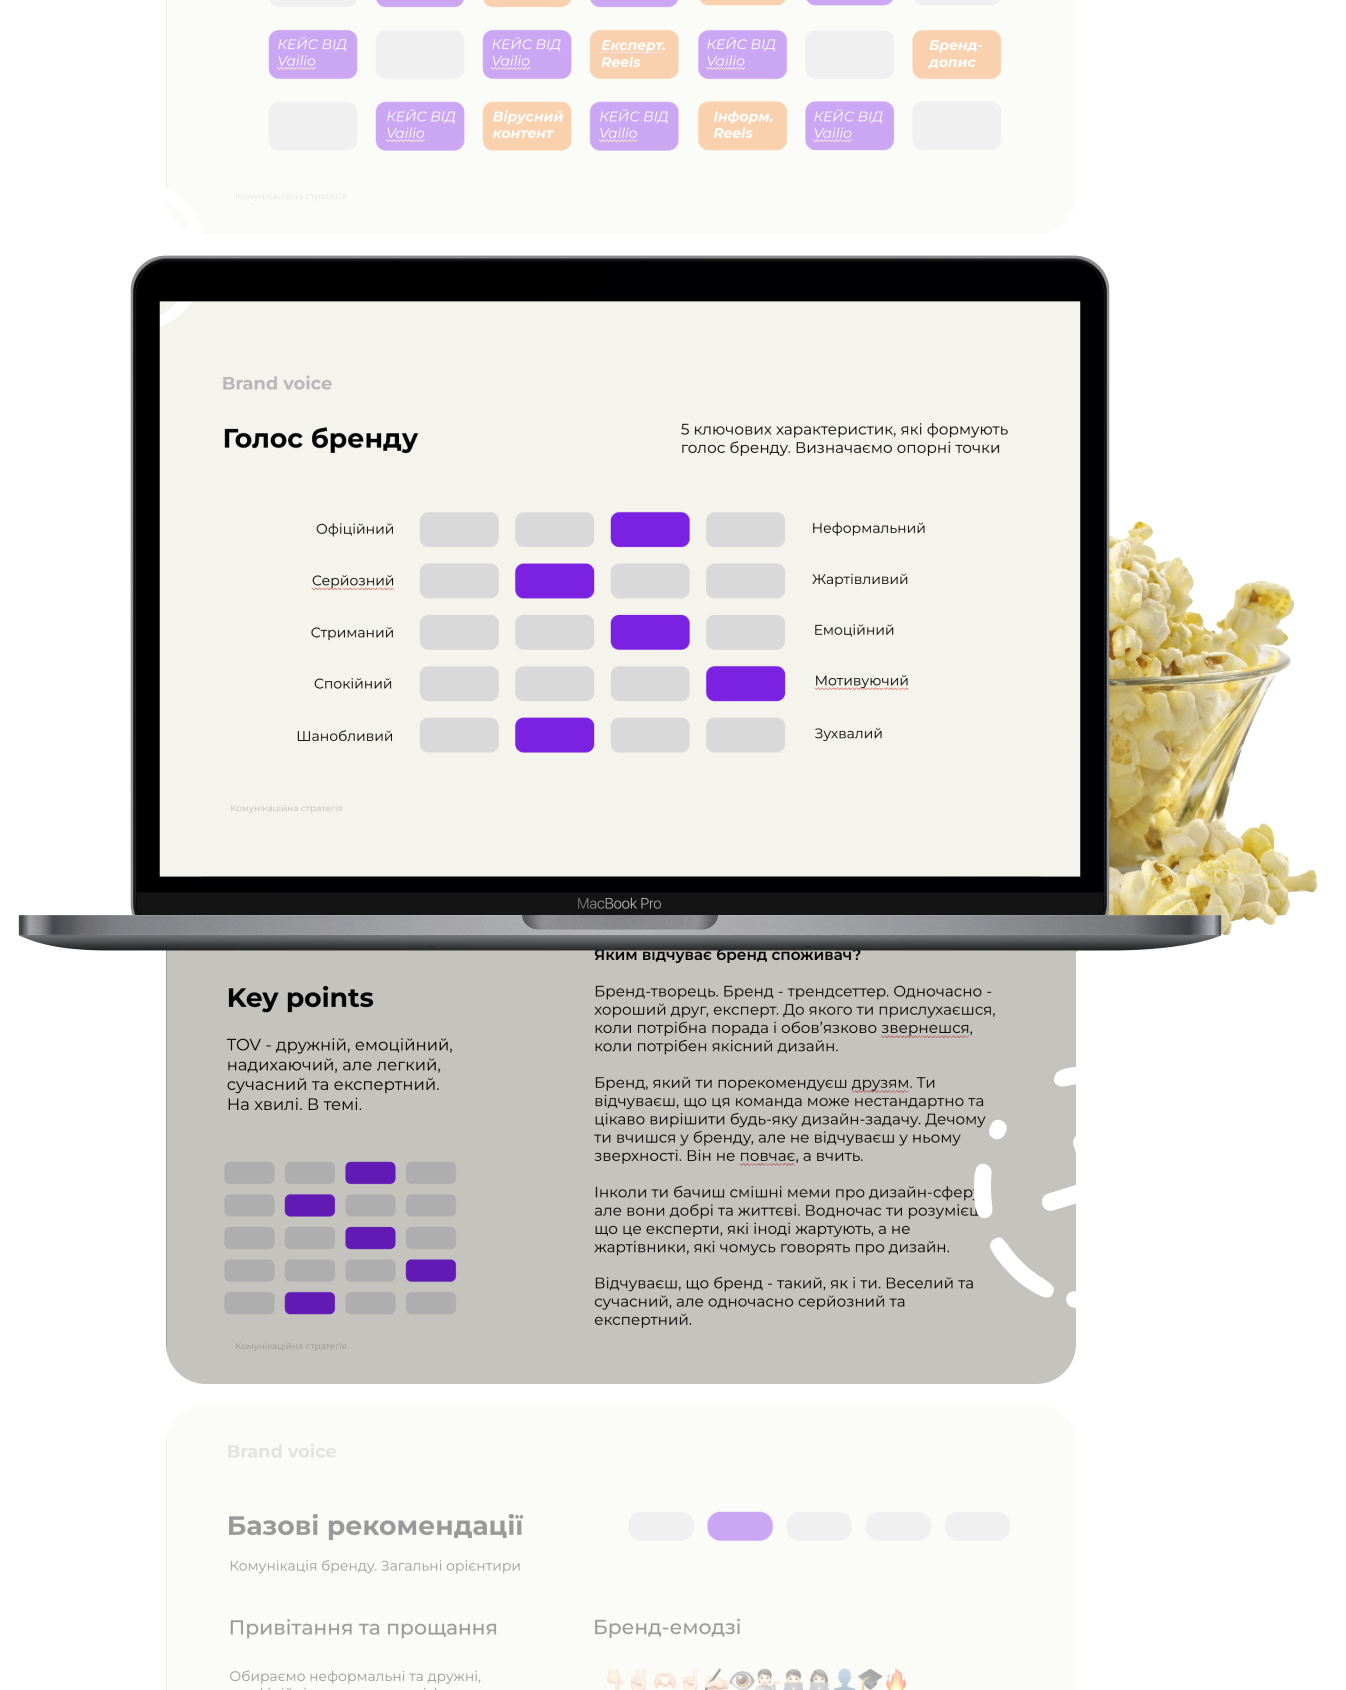 КЕЙС ВІД КЕЙС ВІД Експерт. КЕЙС ВІД Бренд-
Vailio Vailio Reels Vailio допис
КЕЙС ВІД Вірусний КЕЙС ВІД Інформ. КЕЙС ВІД
Vailio контент Vailio Reels Vailio
Комунікаційна стратегія
Brand voice
Голос бренду
5 ключових характеристик, які формують
голос бренду. Визначаємо опорні точки
Офіційний Неформальний
Серйозний Жартівливий
Стриманий Емоційний
Спокійний Мотивуючий
Шанобливий Зухвалий
Комунікаційна стратегія
MacBook Pro
Key points
TOV - дружній, емоційний,
надихаючий, але легкий,
сучасний та експертний.
На хвилі. В темі.
Комунікаційна стратегія
Яким відчуває бренд споживач?
Бренд-творець. Бренд - трендсеттер. Одночасно -
хороший друг, експерт. До якого ти прислухаєшся,
коли потрібна порада і обов’язково звернешся,
коли потрібен якісний дизайн.
Бренд, який ти порекомендуєш друзям. Ти
відчуваєш, що ця команда може нестандартно та
цікаво вирішити будь-яку дизайн-задачу. Дечому
ти вчишся у бренду, але не відчуваєш у ньому
зверхності. Він не повчає, а вчить.
Інколи ти бачиш смішні меми про дизайн-сферу
але вони добрі та життєві. Водночас ти розумієш
що це експерти, які іноді жартують, а не
жартівники, які чомусь говорять про дизайн.
Відчуваєш, що бренд - такий, як і ти. Веселий та
сучасний, але одночасно серйозний та
експертний.
Brand voice
Базові рекомендації
Комунікація бренду. Загальні орієнтири
Привітання та прощання
Бренд-емодзі
Обираємо неформальні та дружні,